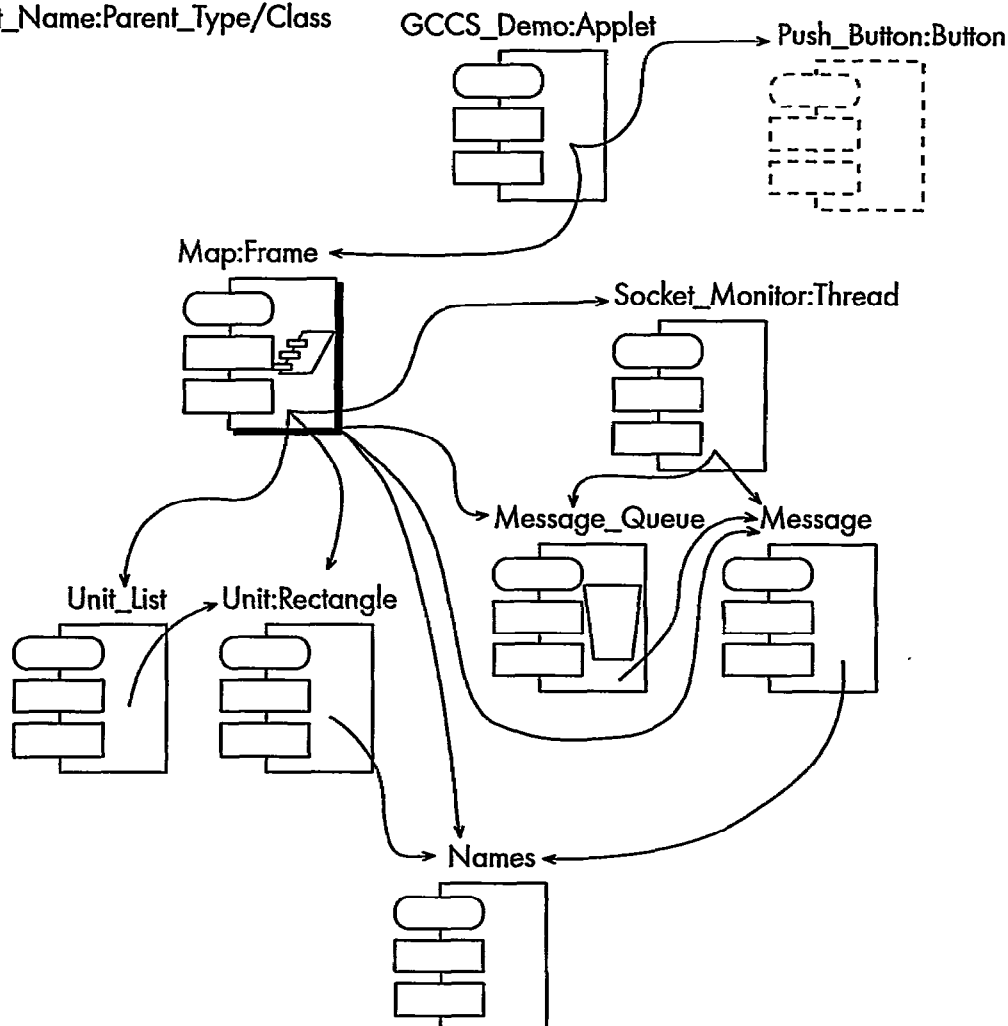 t_Name:Parent_Type/Class
GCCS_Demo:Applet
Push_Button:Button
Map:Frame
Socket_Monitor:Thread
Message_Queue
Message
Unit_List
Unit:Rectangle
Names